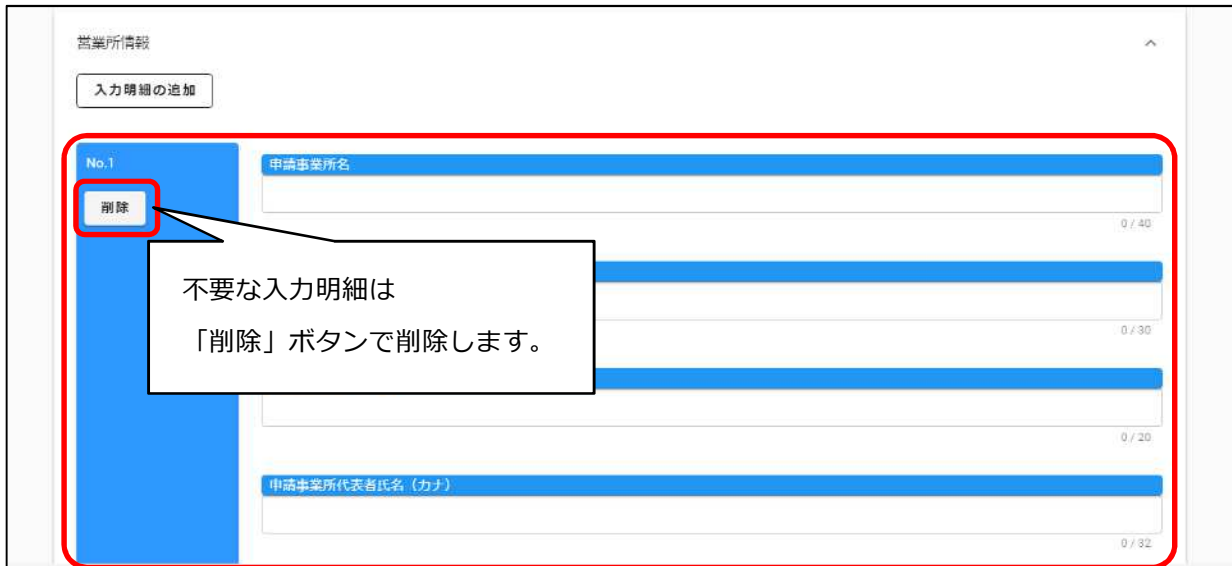 営業所情報
入力明細の追加
No.1
削除
申請事業所名
0 / 40
不要な入力明細は
「削除」ボタンで削除します。
0 / 30
0 / 20
申請事業所代表者氏名（カナ）
0 / 32